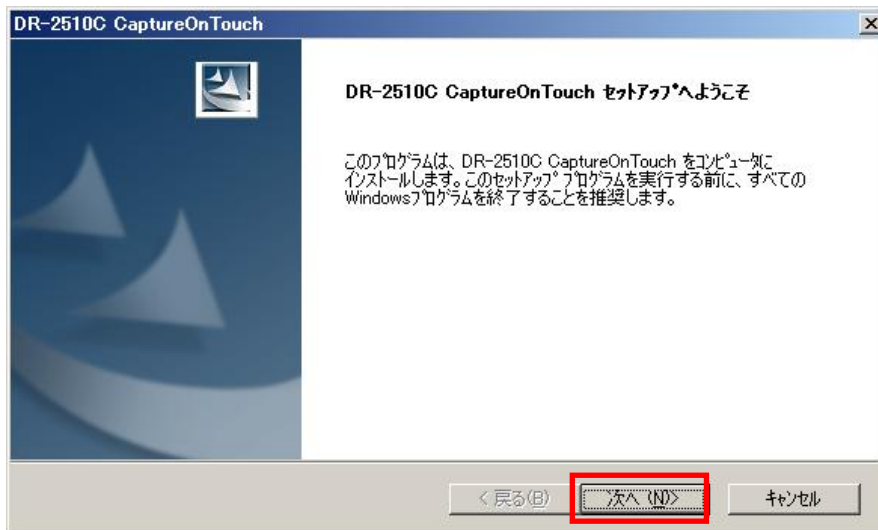 DR-2510C CaptureOnTouch
DR-2510C CaptureOnTouch ｾｯﾄｱｯﾌﾟへようこそ
このﾌﾟﾛｸﾞﾗﾑは、DR-2510C CaptureOnTouch をｺﾝﾋﾟｭｰﾀに
ｲﾝｽﾄｰﾙします。このｾｯﾄｱｯﾌﾟ ﾌﾟﾛｸﾞﾗﾑを実行する前に、すべての
Windowsﾌﾟﾛｸﾞﾗﾑを終了することを推奨します。
< 戻る(B) 次へ (N)> ｷｬﾝｾﾙ